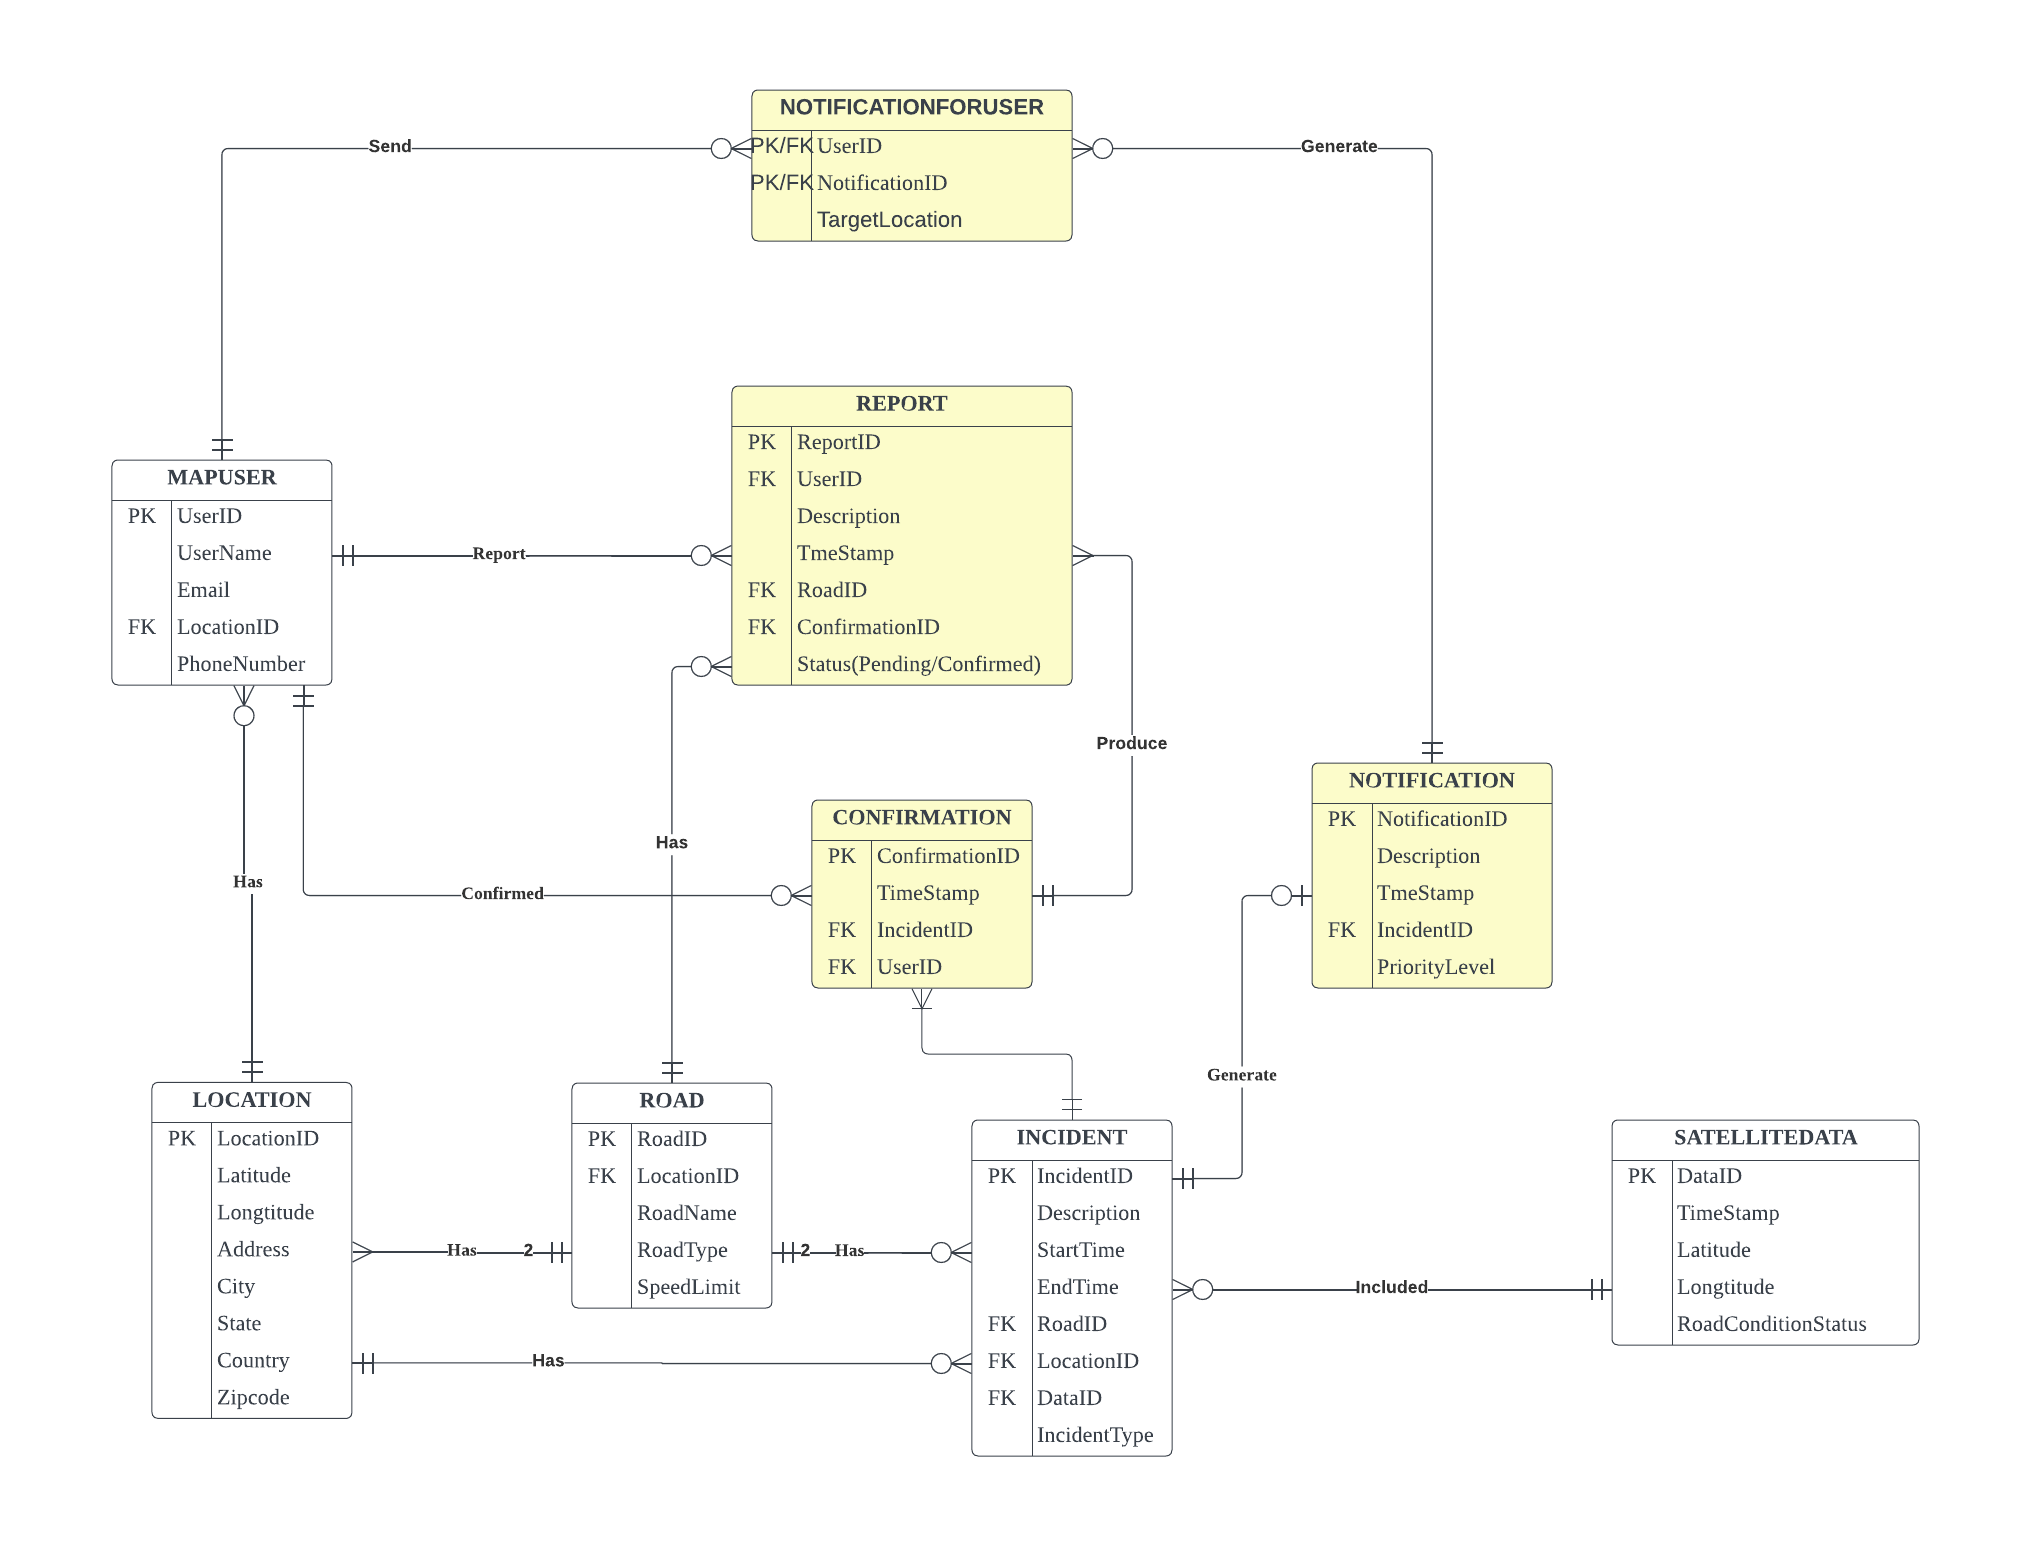 NOTIFICATIONFORUSER
PK/FK UserID
PK/FK NotificationID
TargetLocation
Send
Generate
REPORT
PK ReportID
FK UserID
Description
TmeStamp
FK RoadID
FK ConfirmationID
Status(Pending/Confirmed)
MAPUSER
PK UserID
UserName
Email
FK LocationID
PhoneNumber
Report
Produce
Has
Has
Confirmed
CONFIRMATION
PK ConfirmationID
TimeStamp
FK IncidentID
FK UserID
NOTIFICATION
PK NotificationID
Description
TmeStamp
FK IncidentID
PriorityLevel
Generate
LOCATION
PK LocationID
Latitude
Longtitude
Address
City
State
Country
Zipcode
Has 2
ROAD
PK RoadID
FK LocationID
RoadName
RoadType
SpeedLimit
2 Has
Has
INCIDENT
PK IncidentID
Description
StartTime
EndTime
FK RoadID
FK LocationID
FK DataID
IncidentType
Included
SATELLITEDATA
PK DataID
TimeStamp
Latitude
Longtitude
RoadConditionStatus